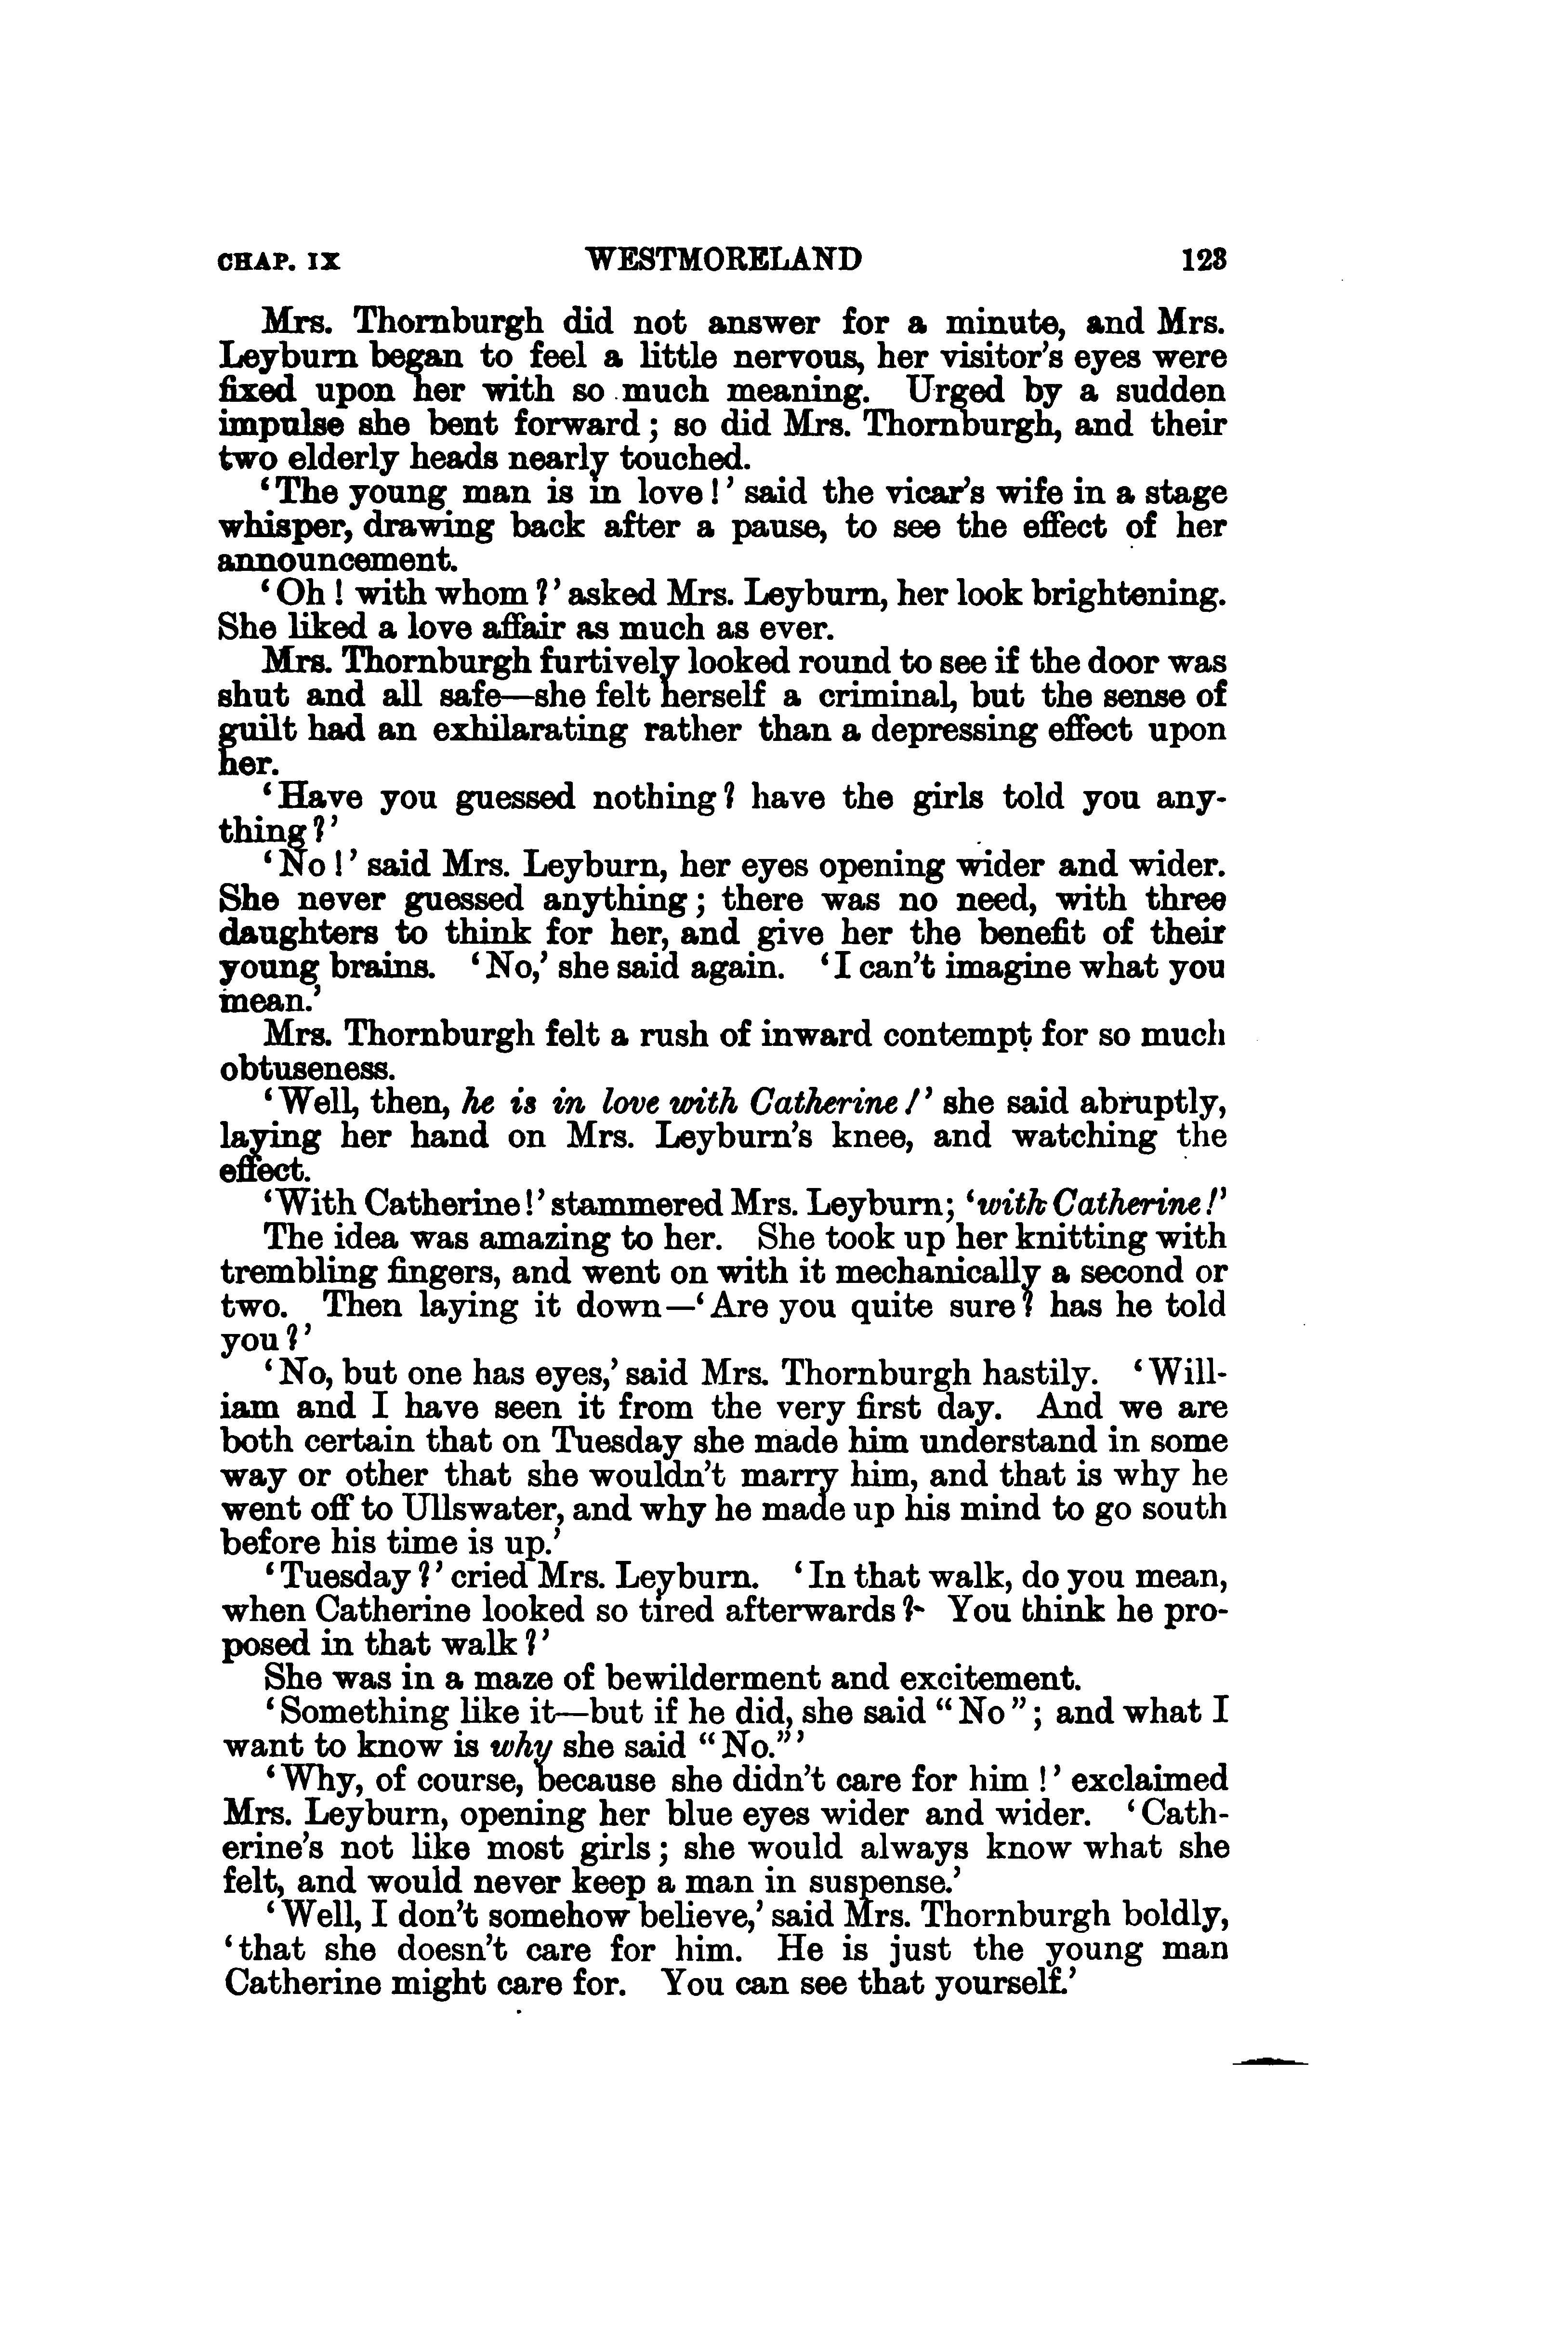 CHAP. IX WESTMORELAND 123
Mrs. Thornburgh did not answer for a minute, and Mrs.
Leyburn began to feel a little nervous, her visitor's eyes were
fixed upon her with so much meaning. Urged by a sudden
impulse she bent forward; so did Mrs. Thornburgh, and their
two elderly heads nearly touched.
'The young man is in love!' said the vicar's wife in a stage
whisper, drawing back after a pause, to see the effect of her
announcement.
'Oh! with whom?' asked Mrs. Leyburn, her look brightening.
She liked a love affair as much as ever.
Mrs. Thornburgh furtively looked round to see if the door was
shut and all safe—she felt herself a criminal, but the sense of
guilt had an exhilarating rather than a depressing effect upon
her.
'Have you guessed nothing? have the girls told you any-
thing?'
'No!' said Mrs. Leyburn, her eyes opening wider and wider.
She never guessed anything; there was no need, with three
daughters to think for her, and give her the benefit of their
young brains. 'No,' she said again. 'I can't imagine what you
mean.'
Mrs. Thornburgh felt a rush of inward contempt for so much
obtuseness.
'Well, then, he is in love with Catherine!' she said abruptly,
laying her hand on Mrs. Leyburn's knee, and watching the
effect.
'With Catherine!' stammered Mrs. Leyburn; 'with Catherine!'
The idea was amazing to her. She took up her knitting with
trembling fingers, and went on with it mechanically a second or
two. Then laying it down—'Are you quite sure? has he told
you?'
'No, but one has eyes,' said Mrs. Thornburgh hastily. 'Will-
iam and I have seen it from the very first day. And we are
both certain that on Tuesday she made him understand in some
way or other that she wouldn't marry him, and that is why he
went off to Ullswater, and why he made up his mind to go south
before his time is up.'
'Tuesday?' cried Mrs. Leyburn. 'In that walk, do you mean,
when Catherine looked so tired afterwards? You think he pro-
posed in that walk?'
She was in a maze of bewilderment and excitement.
'Something like it—but if he did, she said "No"; and what I
want to know is why she said "No."'
'Why, of course, because she didn't care for him!' exclaimed
Mrs. Leyburn, opening her blue eyes wider and wider. 'Cath-
erine's not like most girls; she would always know what she
felt, and would never keep a man in suspense.'
'Well, I don't somehow believe,' said Mrs. Thornburgh boldly,
'that she doesn't care for him. He is just the young man
Catherine might care for. You can see that yourself.'